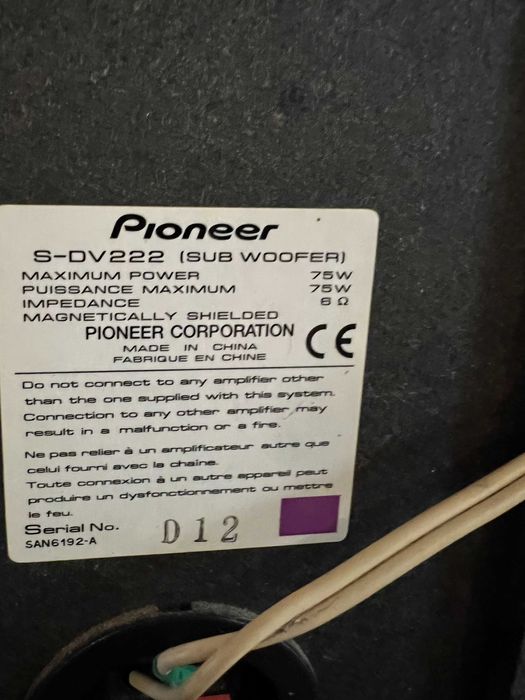 Pioneer
S-DV222 (SUB WOOFER)
MAXIMUM POWER 75W
PUISSANCE MAXIMUM 75W
IMPEDANCE 6 Ω
MAGNETICALLY SHIELDED
PIONEER CORPORATION CE
MADE IN CHINA
FABRIQUE EN CHINE
Do not connect to any amplifier other
than the one supplied with this system.
Connection to any other amplifier may
result in a malfunction or a fire.
Ne pas relier à un amplificateur autre que
celui fourni avec la chaine.
Toute connexion à un autre appareil peut
produire un dysfonctionnement ou mettre
le feu.
Serial No. D12
SAN6192-A